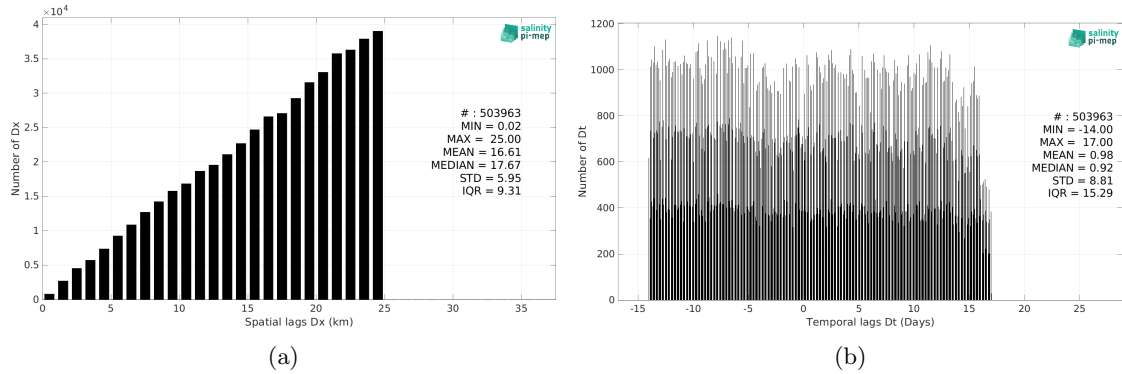 ×10⁴
4
3.5
3
2.5
2
1.5
1
0.5
0
Number of Dx
0 5 10 15 20 25 30 35
Spatial lags Dx (km)
salinity
pi-mep
# : 503963
MIN = 0.02
MAX = 25.00
MEAN = 16.61
MEDIAN = 17.67
STD = 5.95
IQR = 9.31
(a)
1200
1000
800
600
400
200
0
Number of Dt
-15 -10 -5 0 5 10 15 20 25
Temporal lags Dt (Days)
salinity
pi-mep
# : 503963
MIN = -14.00
MAX = 17.00
MEAN = 0.98
MEDIAN = 0.92
STD = 8.81
IQR = 15.29
(b)